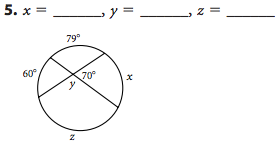 5. x = ______, y = ______, z = ______
79°
60°
70°
x
y
z